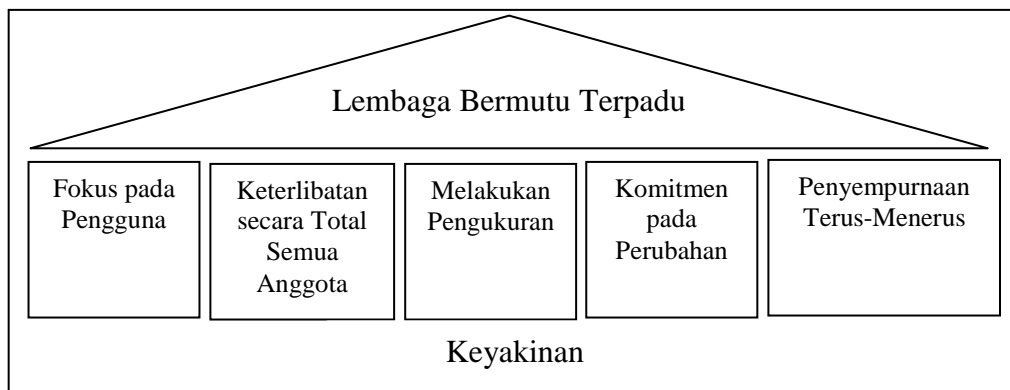 Lembaga Bermutu Terpadu
Fokus pada
Pengguna
Keterlibatan
secara Total
Semua
Anggota
Melakukan
Pengukuran
Komitmen
pada
Perubahan
Penyempurnaan
Terus-Menerus
Keyakinan